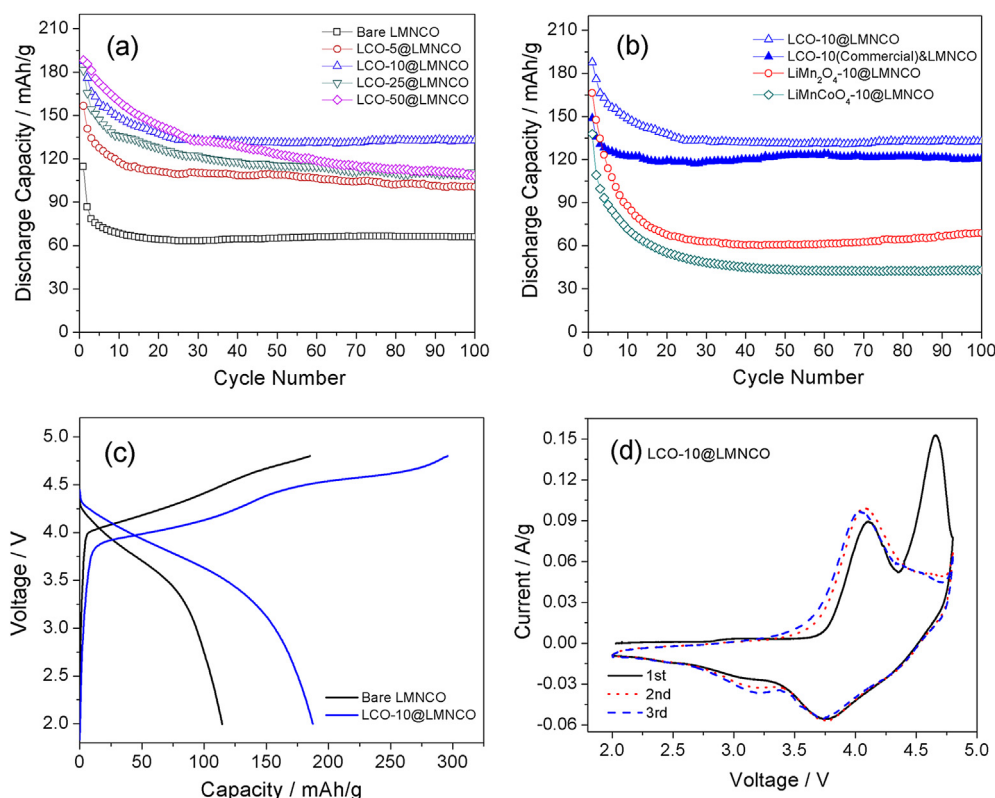 (a)
Bare LMNCO
LCO-5@LMNCO
LCO-10@LMNCO
LCO-25@LMNCO
LCO-50@LMNCO
210
180
150
120
90
60
30
0
Discharge Capacity / mAh/g
0 10 20 30 40 50 60 70 80 90 100
Cycle Number
(b)
LCO-10@LMNCO
LCO-10(Commercial)&LMNCO
LiMn₂O₄-10@LMNCO
LiMnCoO₄-10@LMNCO
210
180
150
120
90
60
30
0
Discharge Capacity / mAh/g
0 10 20 30 40 50 60 70 80 90 100
Cycle Number
(c)
5.0
4.5
4.0
3.5
3.0
2.5
2.0
Voltage / V
Bare LMNCO
LCO-10@LMNCO
0 50 100 150 200 250 300
Capacity / mAh/g
(d) LCO-10@LMNCO
0.15
0.12
0.09
0.06
0.03
0.00
-0.03
-0.06
Current / A/g
1st
2nd
3rd
2.0 2.5 3.0 3.5 4.0 4.5 5.0
Voltage / V